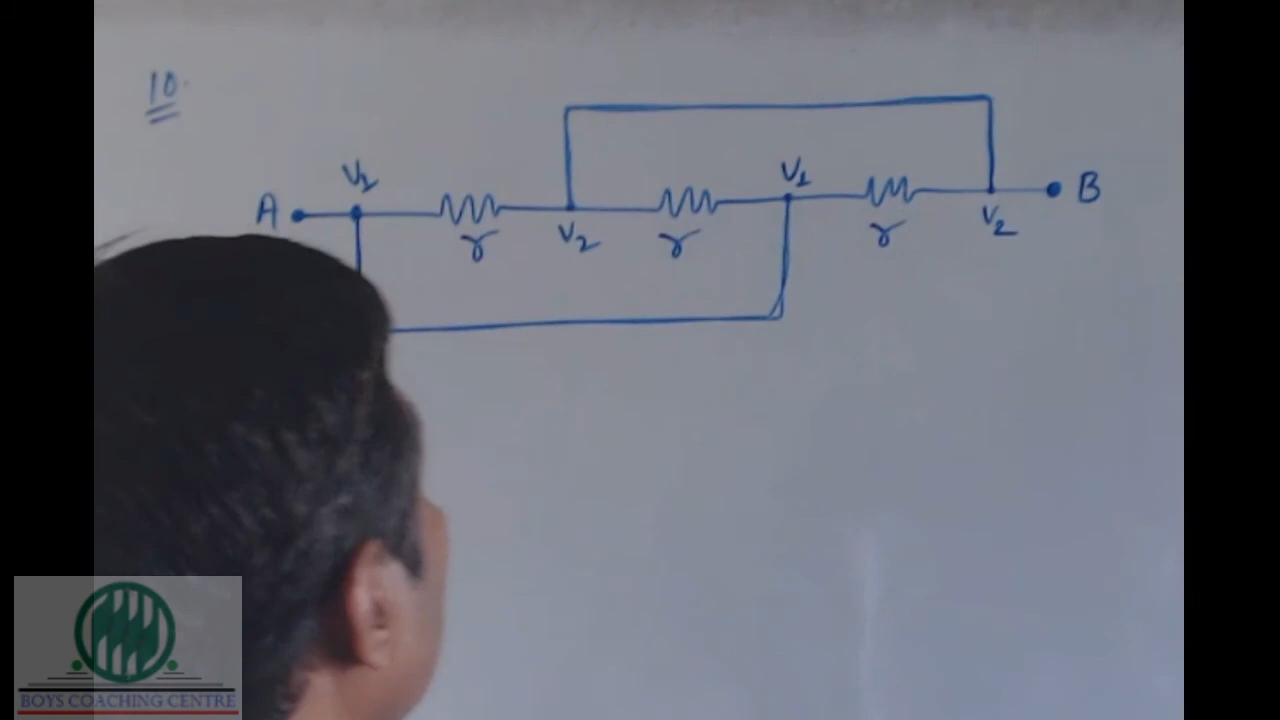 10.
V1 V1
A B
V2 V2
r r r
BOYS COACHING CENTRE